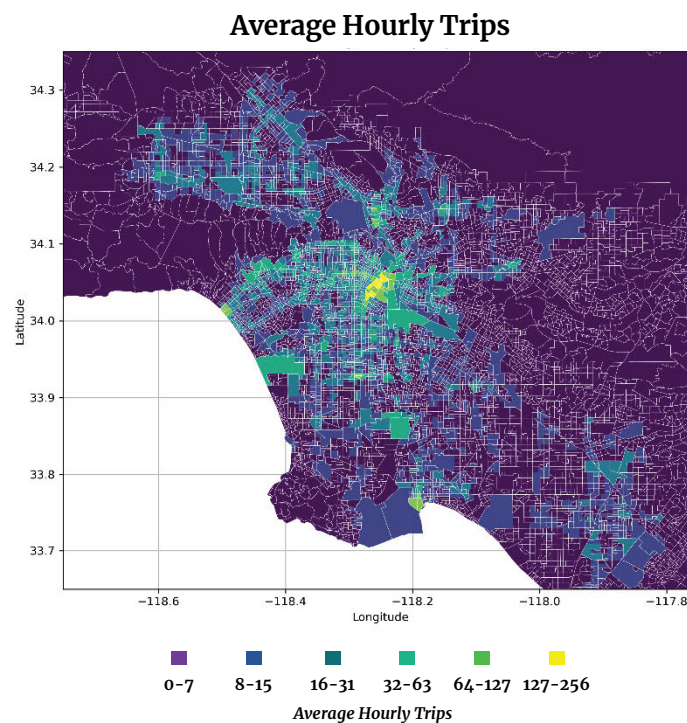 Average Hourly Trips
34.3
34.2
34.1
34.0
33.9
33.8
33.7
Latitude
−118.6 −118.4 −118.2 −118.0 −117.8
Longitude
0-7 8-15 16-31 32-63 64-127 127-256
Average Hourly Trips